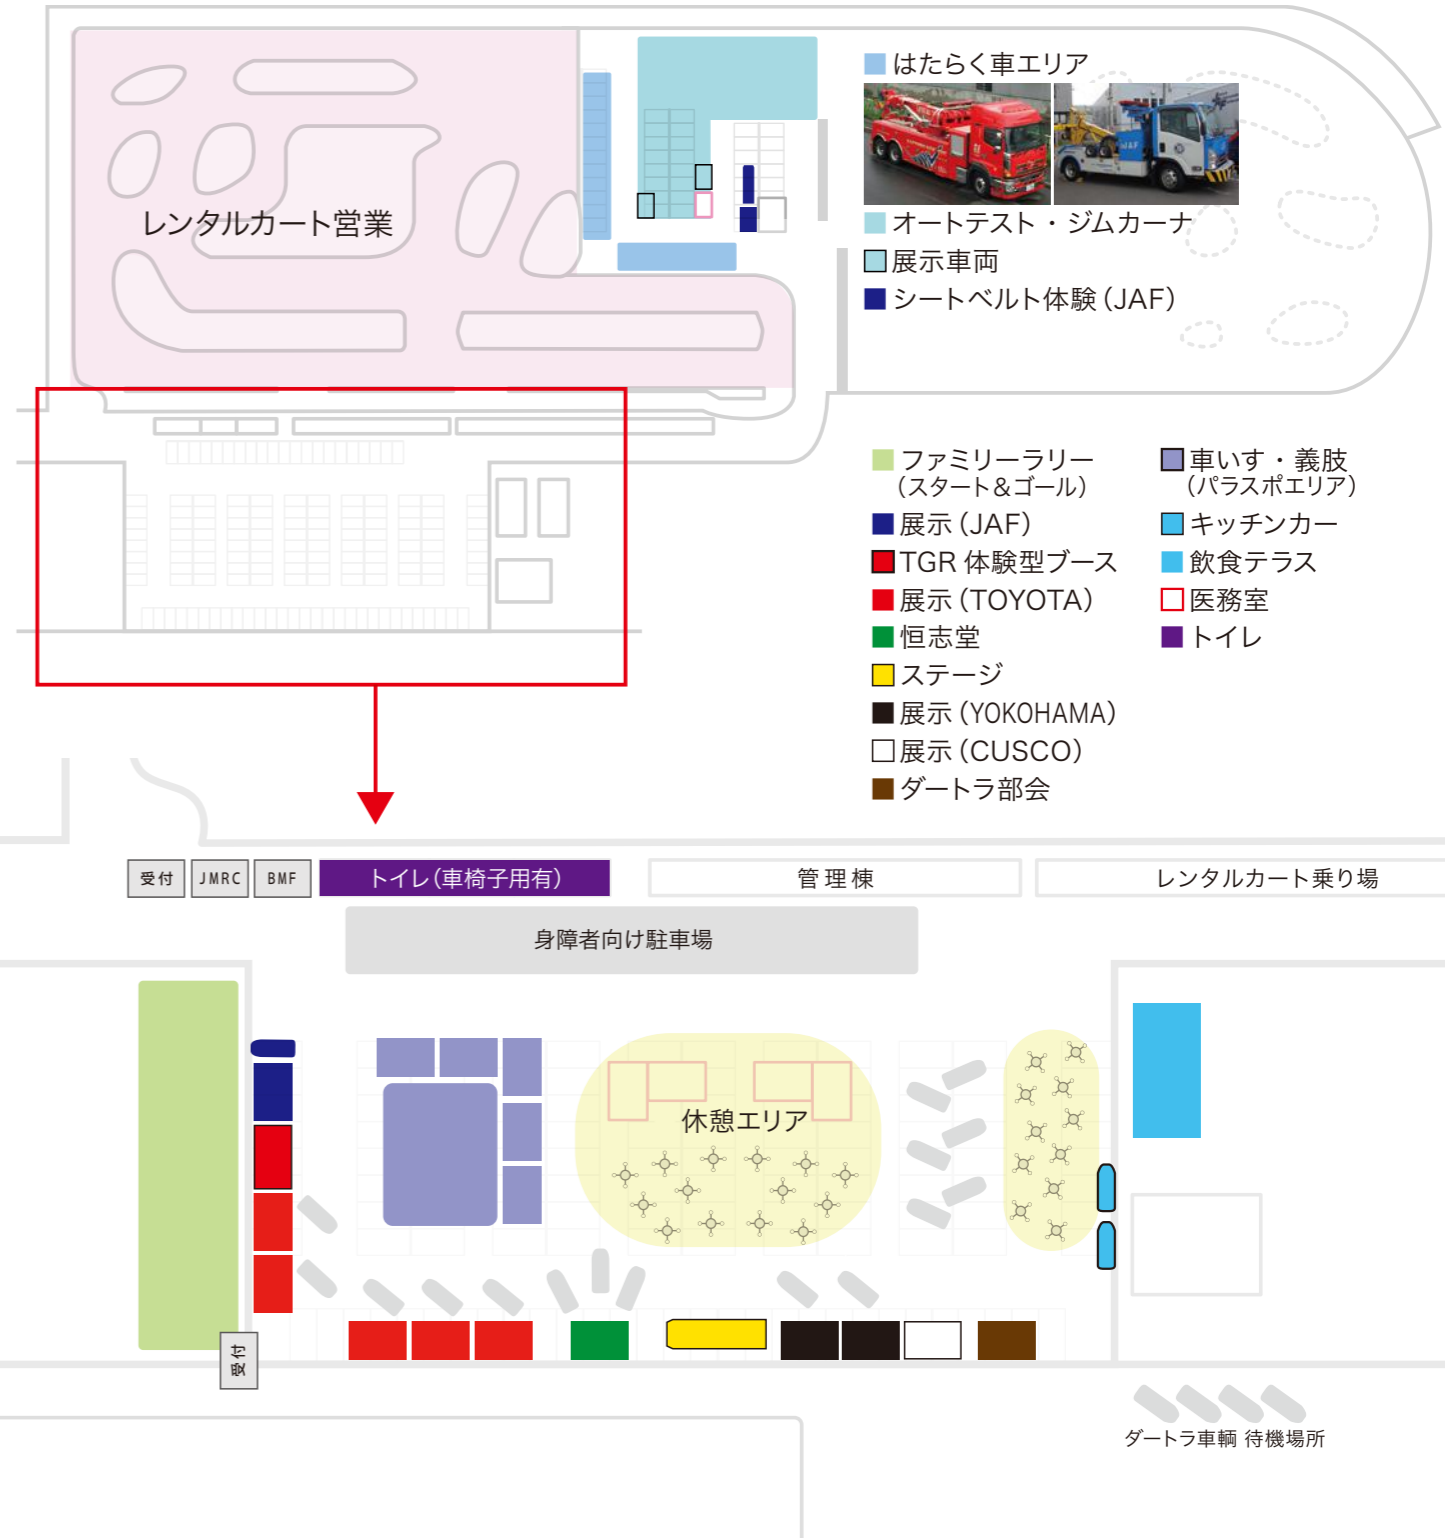 はたらく車エリア
レンタルカート営業
オートテスト・ジムカーナ
展示車両
シートベルト体験（JAF）
ファミリーラリー
（スタート＆ゴール）
展示（JAF）
TGR 体験型ブース
展示（TOYOTA）
恒志堂
ステージ
展示（YOKOHAMA）
展示（CUSCO）
ダートラ部会
車いす・義肢
（パラスポエリア）
キッチンカー
飲食テラス
医務室
トイレ
受付
JMRC
BMF
トイレ（車椅子用有）
管理棟
レンタルカート乗り場
身障者向け駐車場
休憩エリア
受付
ダートラ車輌 待機場所